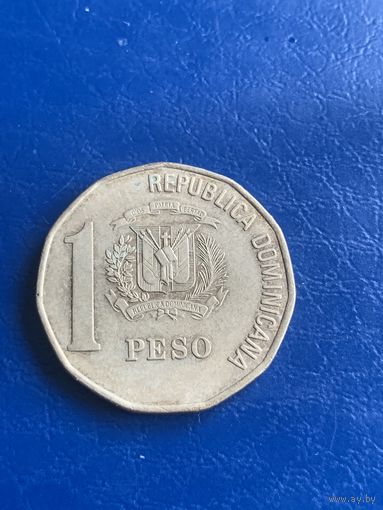 REPUBLICA DOMINICANA
DIOS PATRIA LIBERTAD
1
REPUBLICA DOMINICANA
PESO
www.ay.by